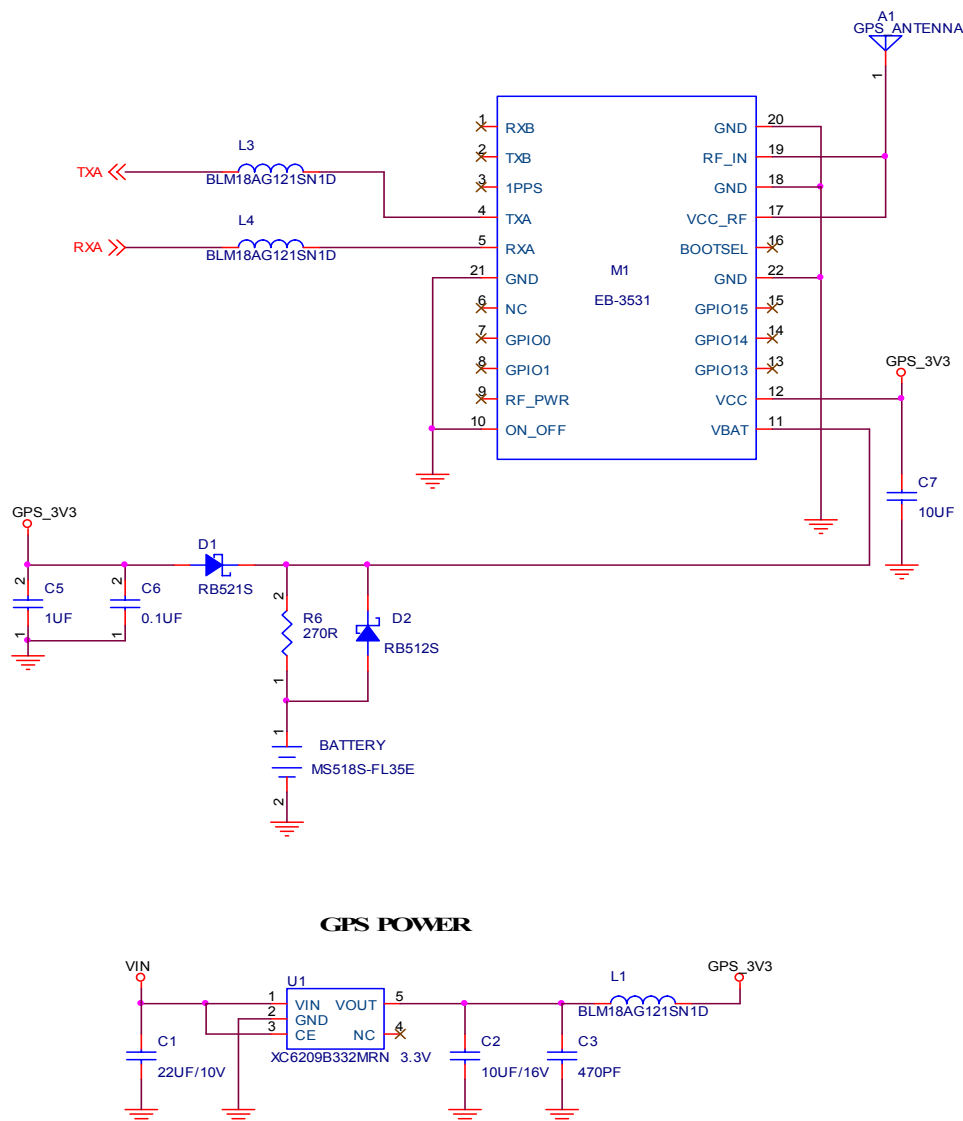 A1
GPS_ANTENNA
1
1 RXB GND 20
2 TXB RF_IN 19
3 1PPS GND 18
4 TXA VCC_RF 17
5 RXA BOOTSEL 16
21 GND GND 22
6 NC GPIO15 15
7 GPIO0 GPIO14 14
8 GPIO1 GPIO13 13
9 RF_PWR VCC 12
10 ON_OFF VBAT 11
M1
EB-3531
L3
TXA
BLM18AG121SN1D
L4
RXA
BLM18AG121SN1D
GPS_3V3
C7
10UF
GPS_3V3
D1
RB521S
2
C5
1UF
1
2
C6
0.1UF
1
2
R6
270R
1
D2
RB512S
1
BATTERY
MS518S-FL35E
2
GPS POWER
VIN
U1
1 VIN VOUT 5
2 GND
3 CE NC 4
XC6209B332MRN 3.3V
L1
BLM18AG121SN1D
GPS_3V3
C1
22UF/10V
C2
10UF/16V
C3
470PF